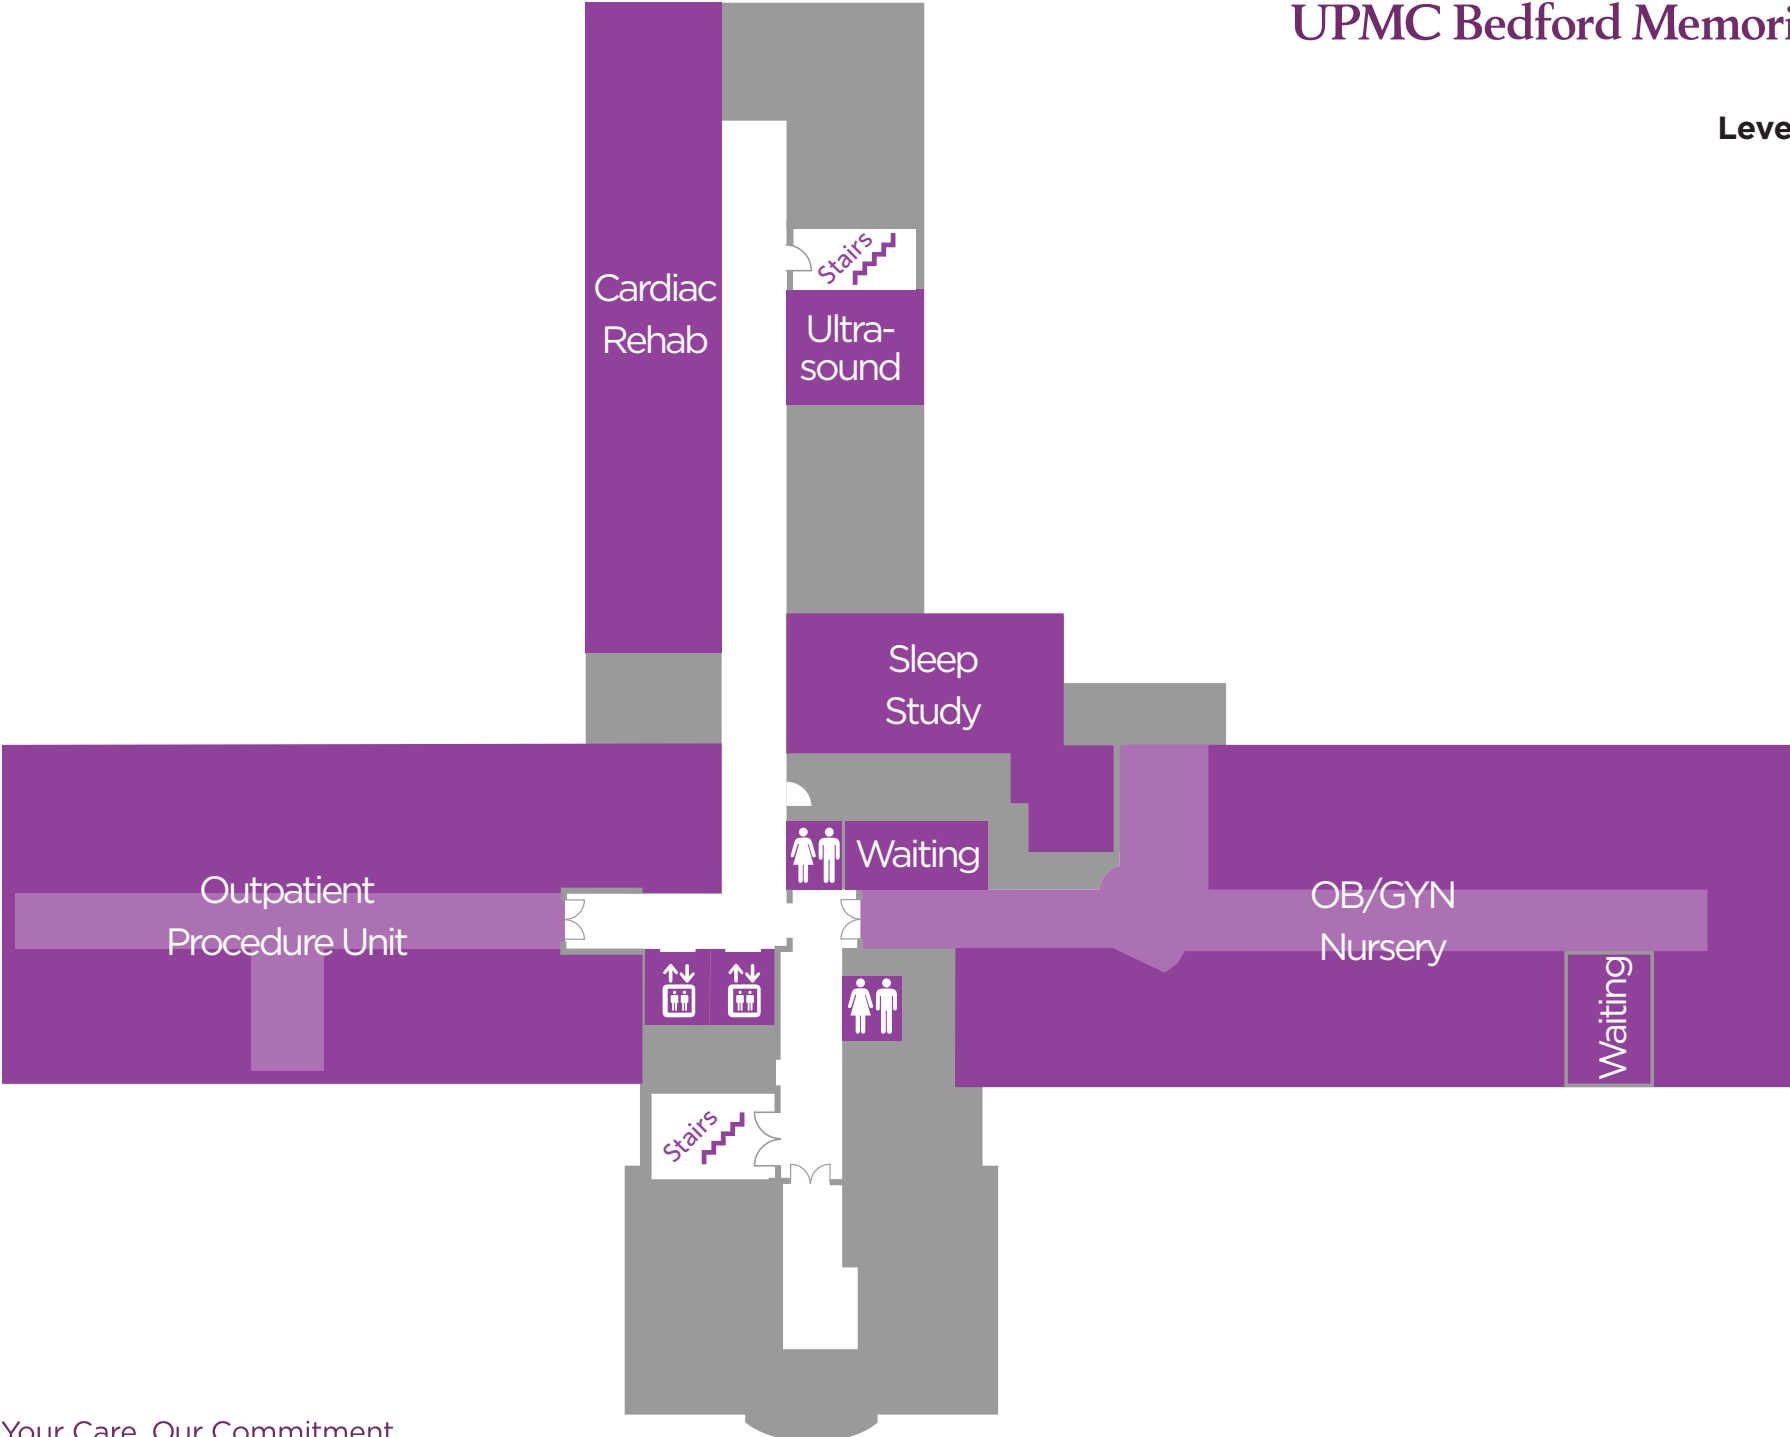 UPMC Bedford Memori
Leve
Stairs
Cardiac
Rehab
Ultra-
sound
Sleep
Study
Waiting
Outpatient
Procedure Unit
OB/GYN
Nursery
Waiting
Stairs
Your Care. Our Commitment